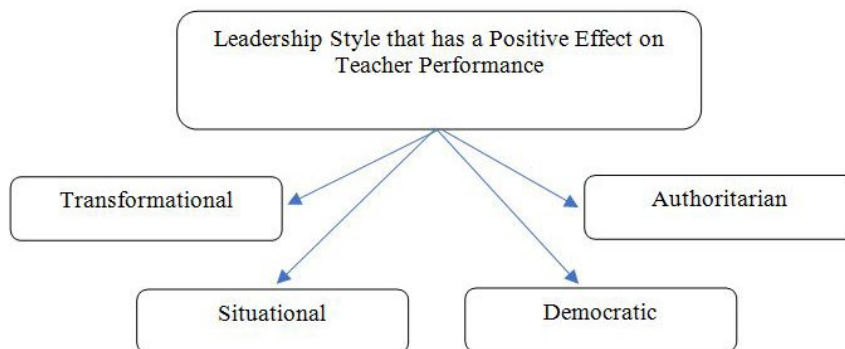 Leadership Style that has a Positive Effect on
Teacher Performance
Transformational
Authoritarian
Situational
Democratic